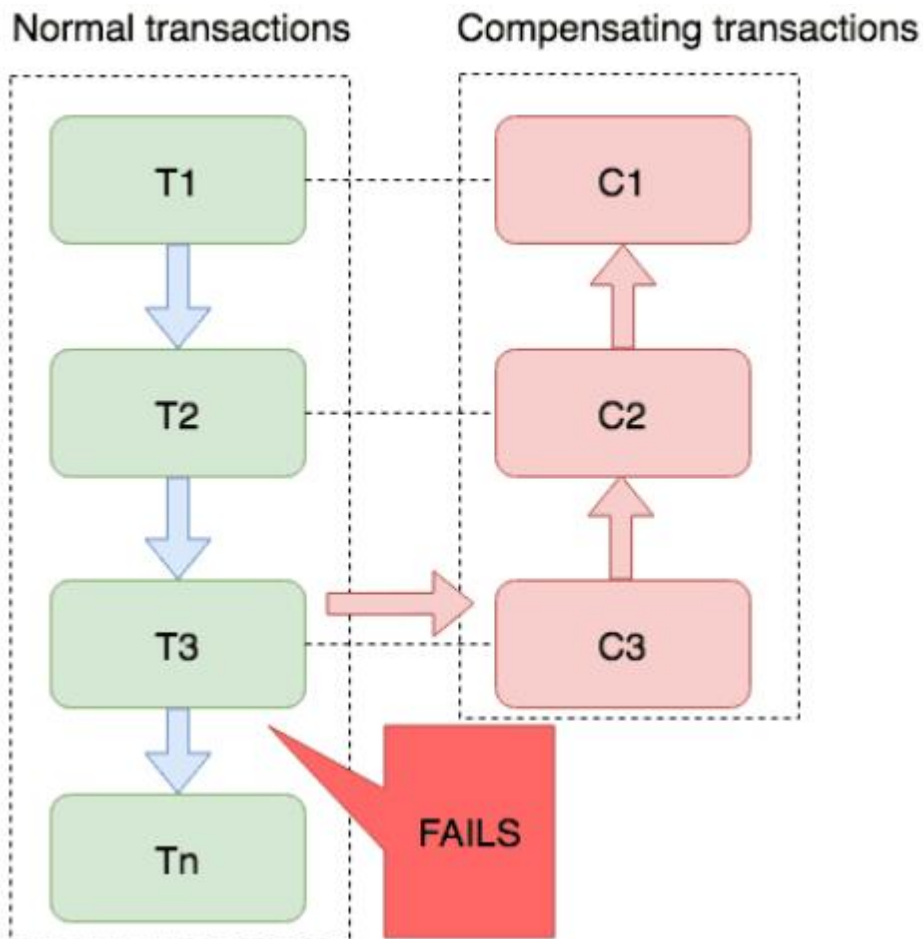 Normal transactions
Compensating transactions
T1
C1
T2
C2
T3
C3
FAILS
Tn